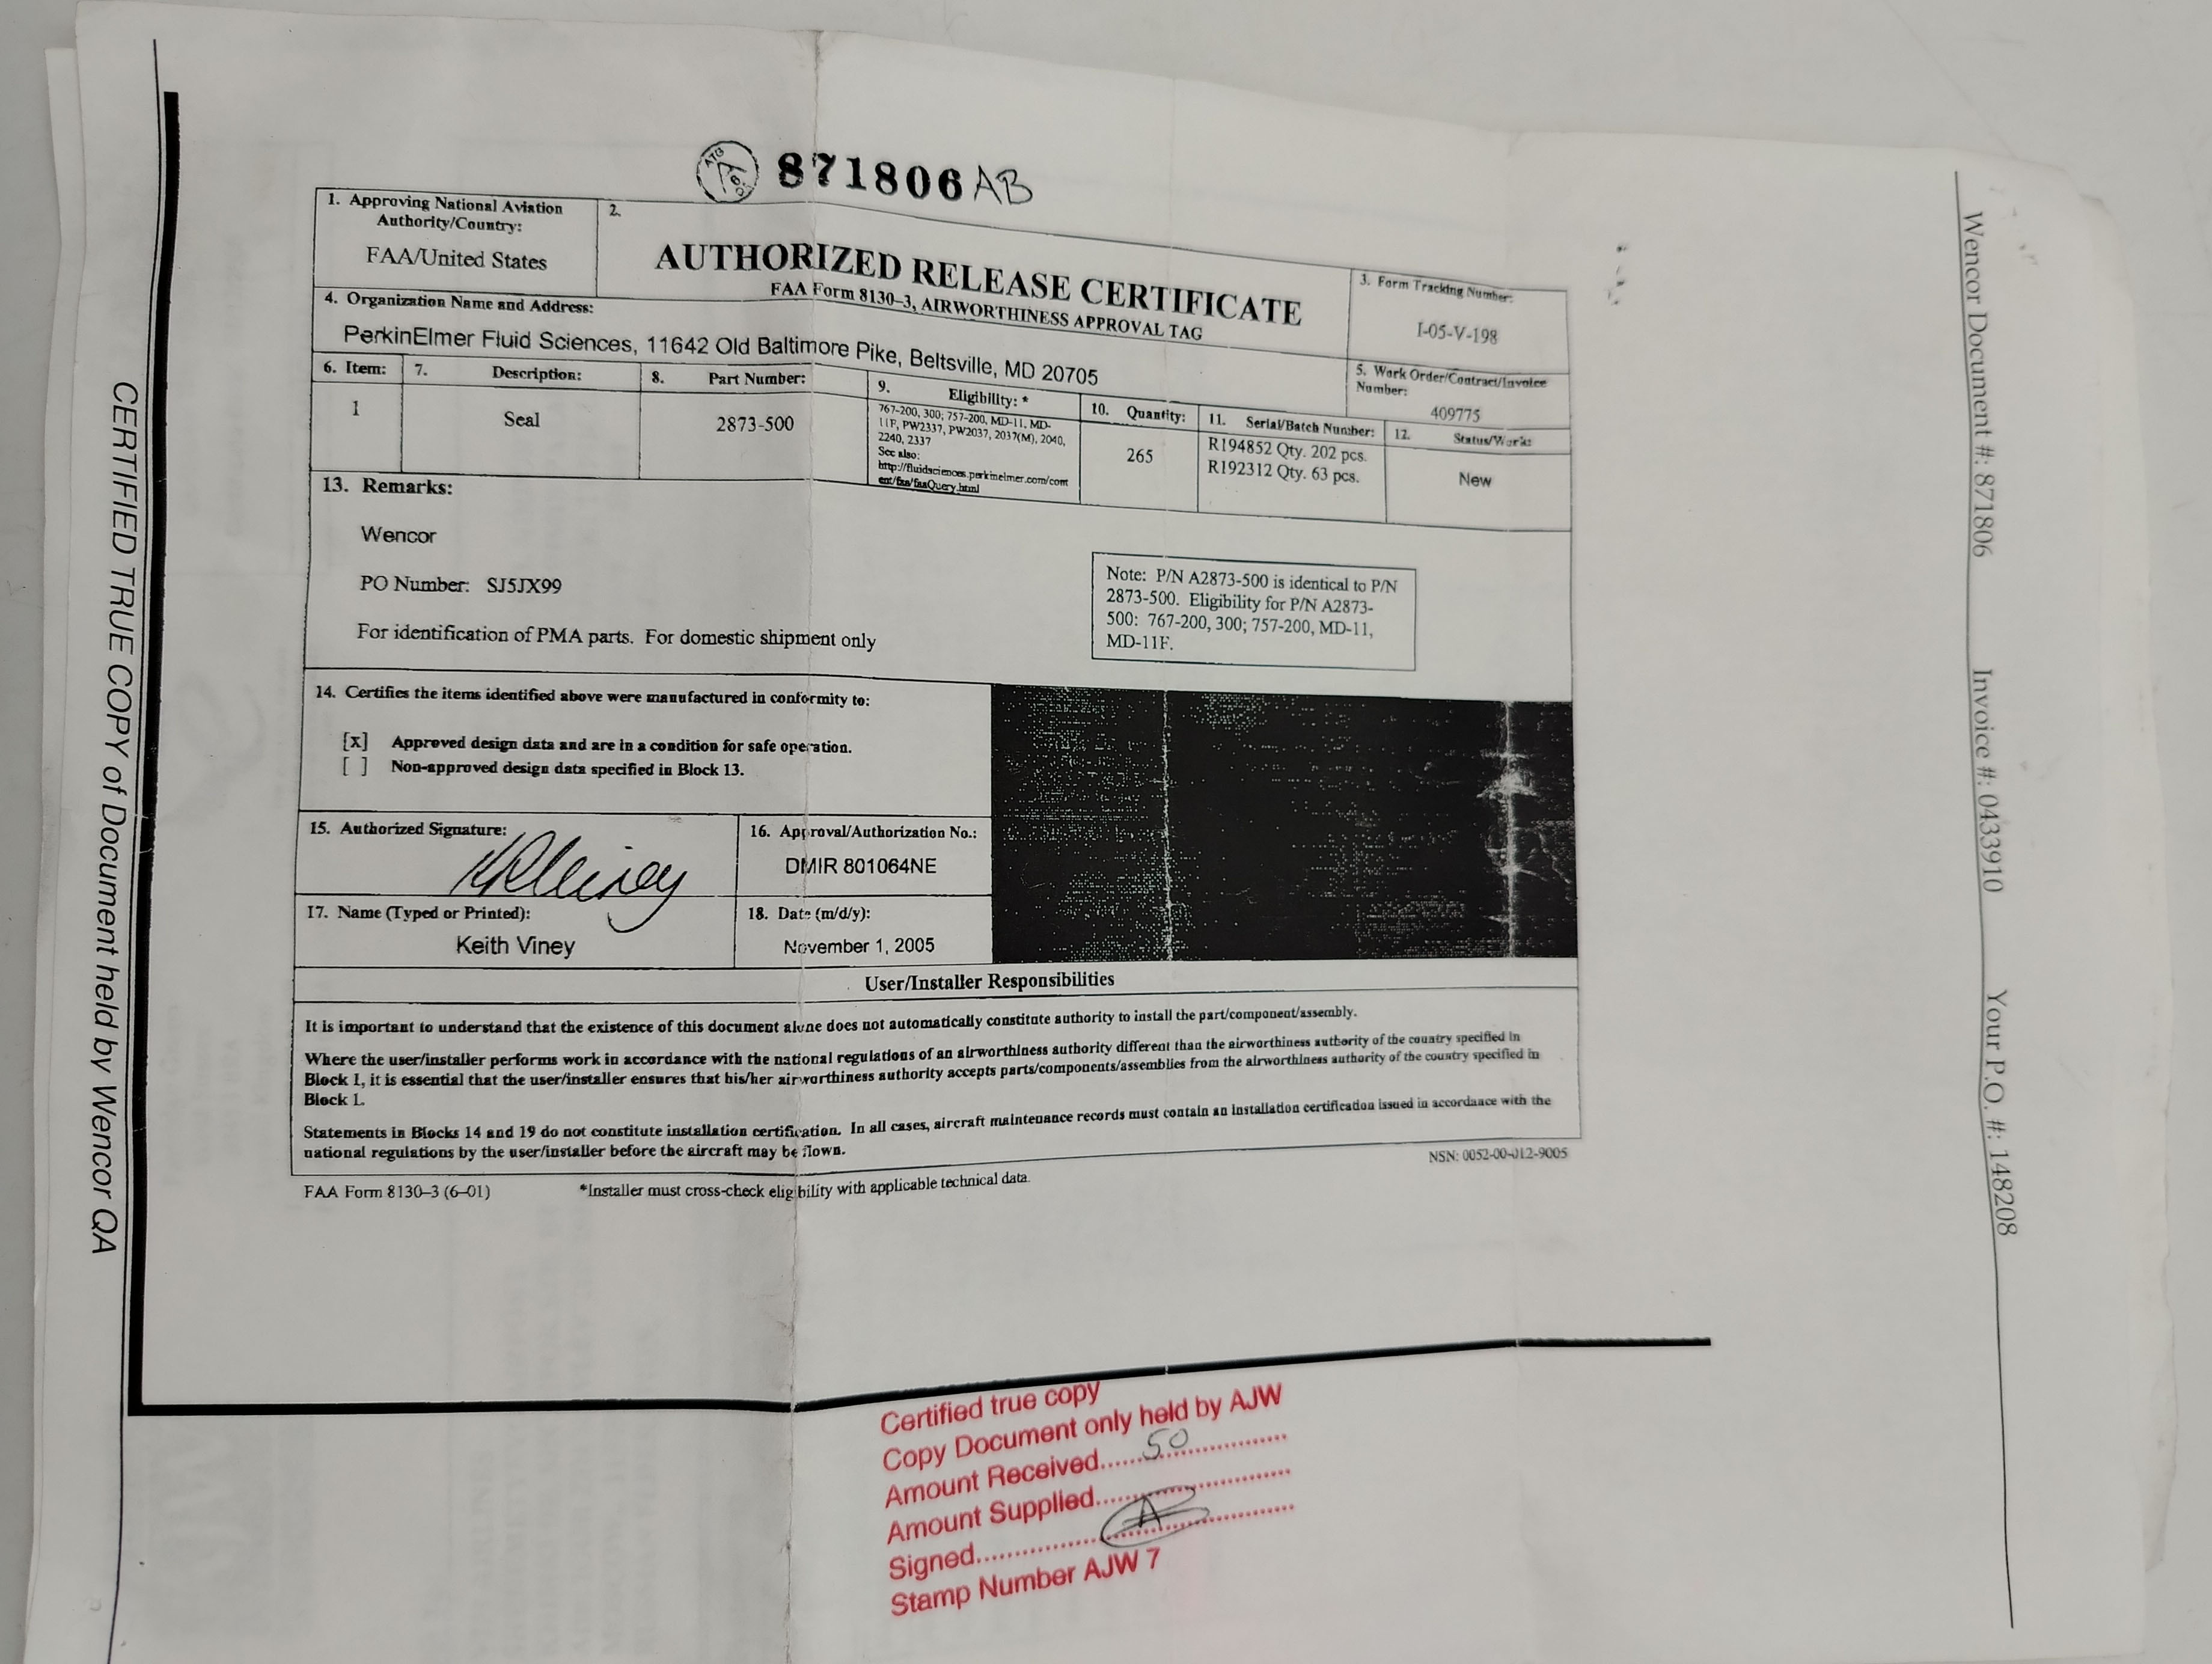 871806 AB
1. Approving National Aviation
Authority/Country:
FAA/United States
2.
AUTHORIZED RELEASE CERTIFICATE
FAA Form 8130–3, AIRWORTHINESS APPROVAL TAG
3. Form Tracking Number:
I-05-V-198
4. Organization Name and Address:
PerkinElmer Fluid Sciences, 11642 Old Baltimore Pike, Beltsville, MD 20705
5. Work Order/Contract/Invoice
Number:
409775
6. Item:
1
7. Description:
Seal
8. Part Number:
2873-500
9. Eligibility: *
767-200, 300; 757-200, MD-11, MD-
11F, PW2337, PW2037, 2037(M), 2040,
2240, 2337
See also:
http://fluidsciences.perkinelmer.com/cont
ent/faa/faaQuery.html
10. Quantity:
265
11. Serial/Batch Number:
R194852 Qty. 202 pcs.
R192312 Qty. 63 pcs.
12. Status/Work:
New
13. Remarks:
Wencor
PO Number: SJ5JX99
For identification of PMA parts. For domestic shipment only
Note: P/N A2873-500 is identical to P/N
2873-500. Eligibility for P/N A2873-
500: 767-200, 300; 757-200, MD-11,
MD-11F.
14. Certifies the items identified above were manufactured in conformity to:
[x] Approved design data and are in a condition for safe operation.
[ ] Non-approved design data specified in Block 13.
15. Authorized Signature:
16. Approval/Authorization No.:
DMIR 801064NE
17. Name (Typed or Printed):
Keith Viney
18. Date (m/d/y):
November 1, 2005
User/Installer Responsibilities
It is important to understand that the existence of this document alone does not automatically constitute authority to install the part/component/assembly.
Where the user/installer performs work in accordance with the national regulations of an airworthiness authority different than the airworthiness authority of the country specified in
Block 1, it is essential that the user/installer ensures that his/her airworthiness authority accepts parts/components/assemblies from the airworthiness authority of the country specified in
Block 1.
Statements in Blocks 14 and 19 do not constitute installation certification. In all cases, aircraft maintenance records must contain an installation certification issued in accordance with the
national regulations by the user/installer before the aircraft may be flown.
NSN: 0052-00-012-9005
FAA Form 8130–3 (6–01)
*Installer must cross-check eligibility with applicable technical data.
Certified true copy
Copy Document only held by AJW
Amount Received......50
Amount Supplied
Signed
Stamp Number AJW 7
CERTIFIED TRUE COPY of Document held by Wencor QA
Wencor Document #: 871806 Invoice #: 0433910 Your P.O. #: 148208